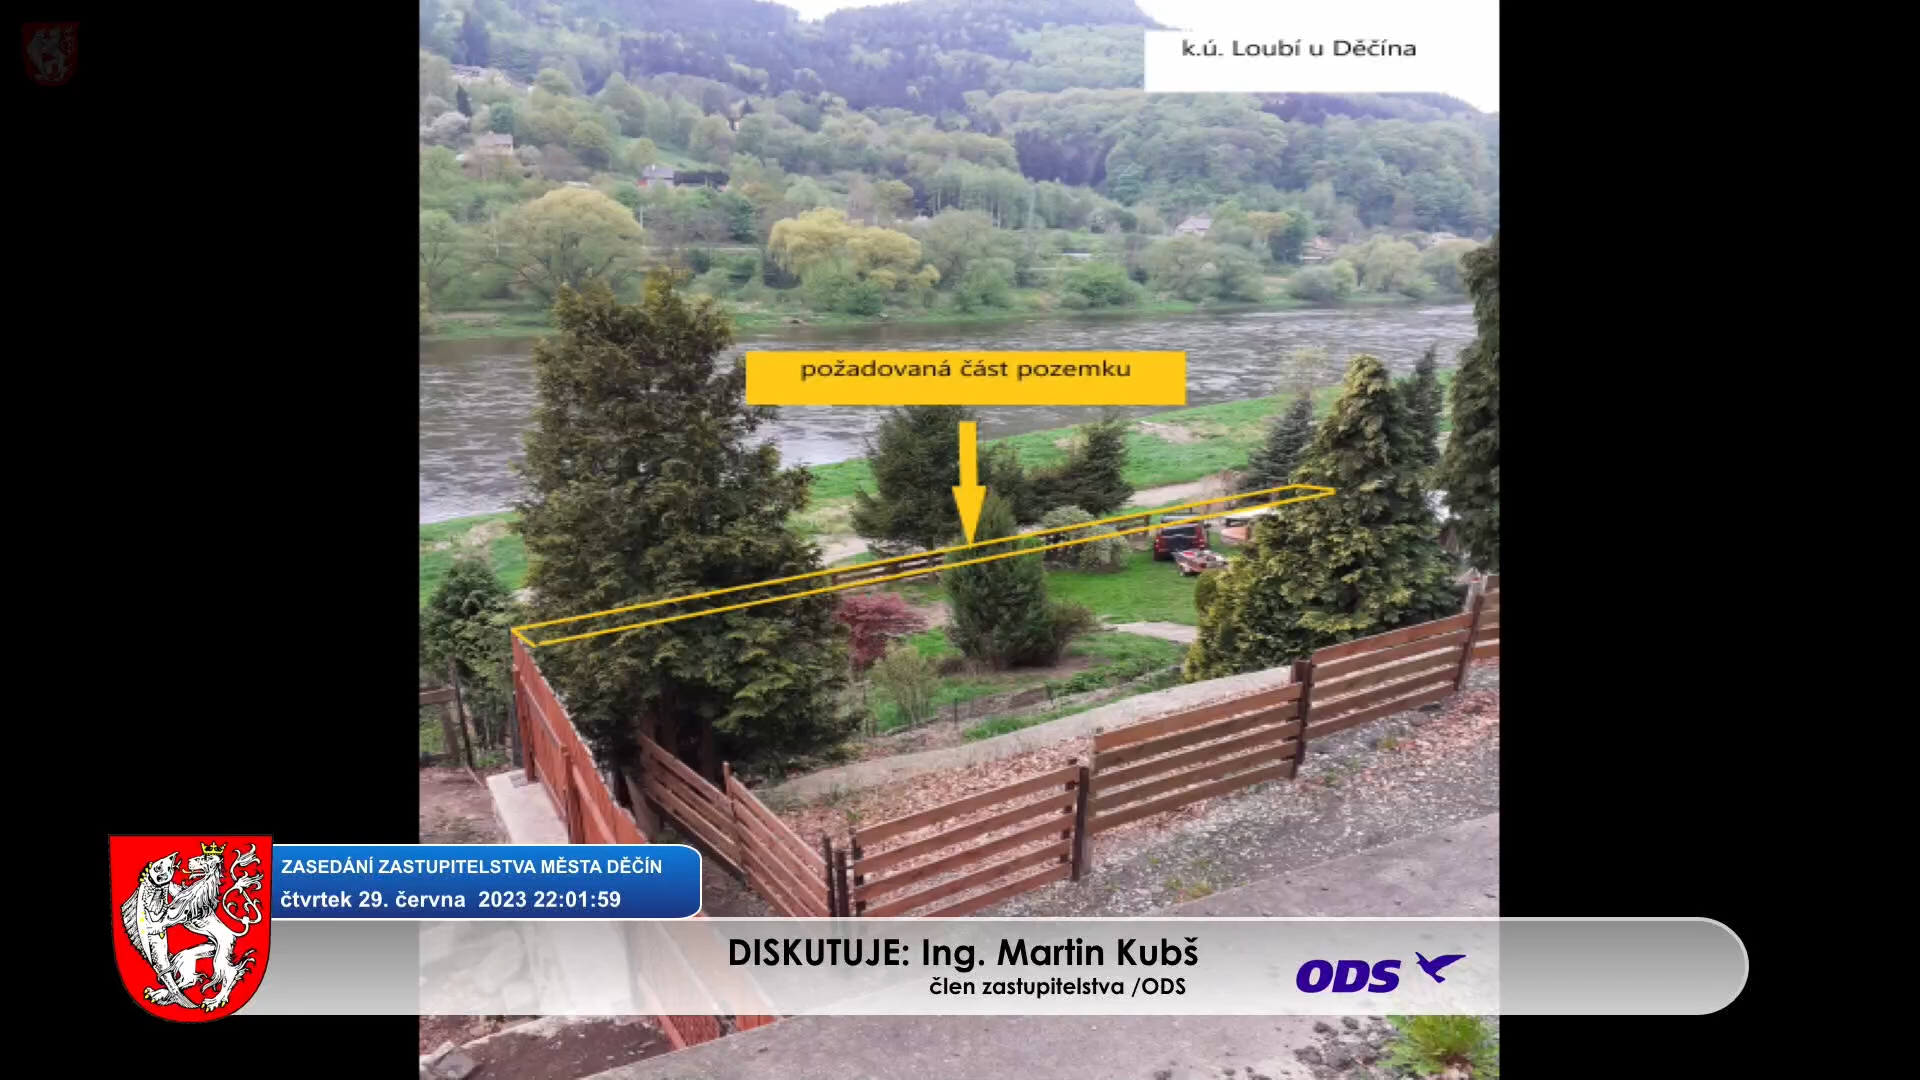 k.ú. Loubí u Děčína
požadovaná část pozemku
ZASEDÁNÍ ZASTUPITELSTVA MĚSTA DĚČÍN
čtvrtek 29. června 2023 22:01:59
DISKUTUJE: Ing. Martin Kubš
člen zastupitelstva /ODS
ODS